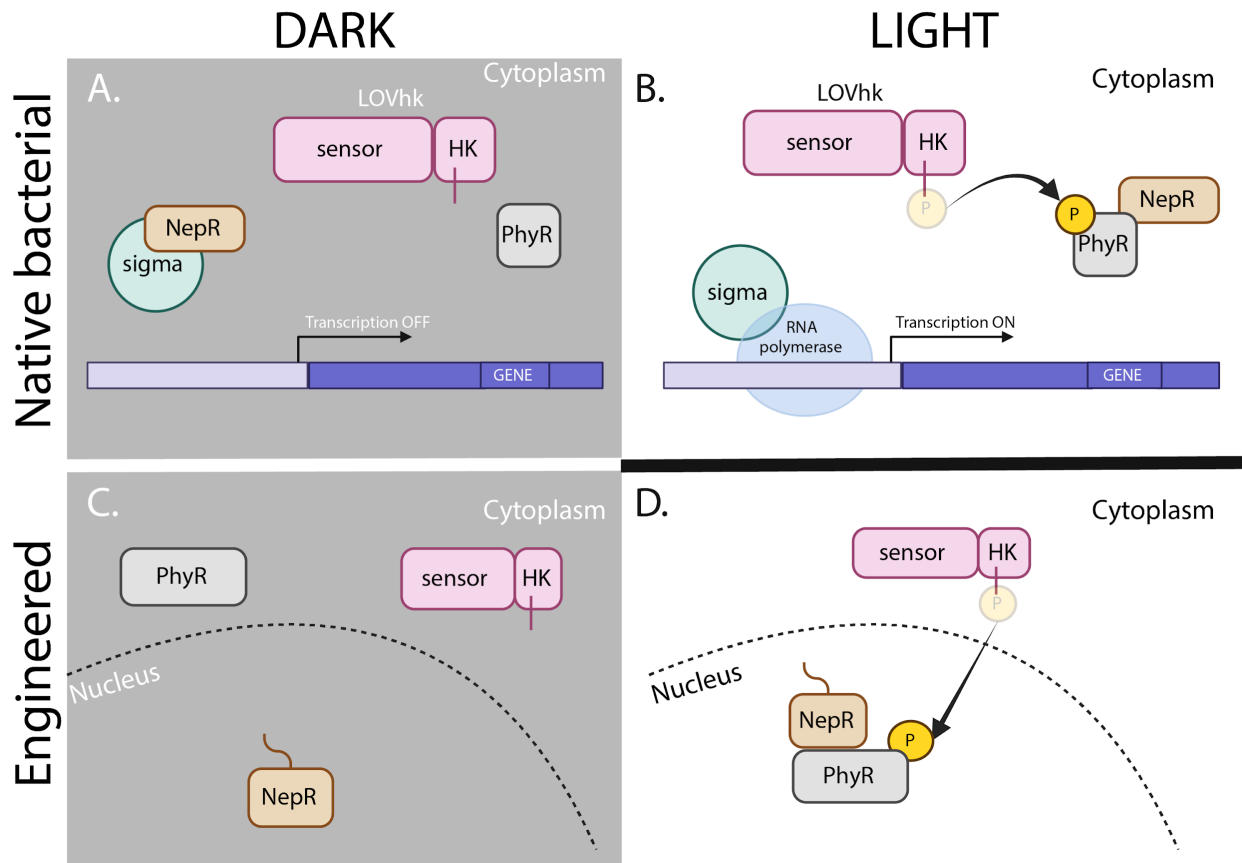 DARK
LIGHT
Native bacterial
A.
Cytoplasm
LOVhk
sensor
HK
NepR
sigma
PhyR
Transcription OFF
GENE
B.
Cytoplasm
LOVhk
sensor
HK
P
P
NepR
PhyR
sigma
RNA
polymerase
Transcription ON
GENE
Engineered
C.
Cytoplasm
PhyR
sensor
HK
Nucleus
NepR
D.
Cytoplasm
sensor
HK
P
Nucleus
NepR
P
PhyR